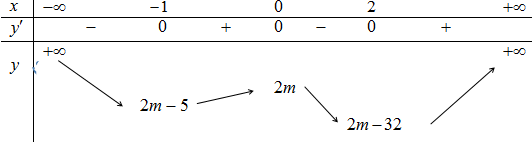 x −∞ −1 0 2 +∞
y′ − 0 + 0 − 0 +
+∞ +∞
y 2m
2m − 5
2m − 32